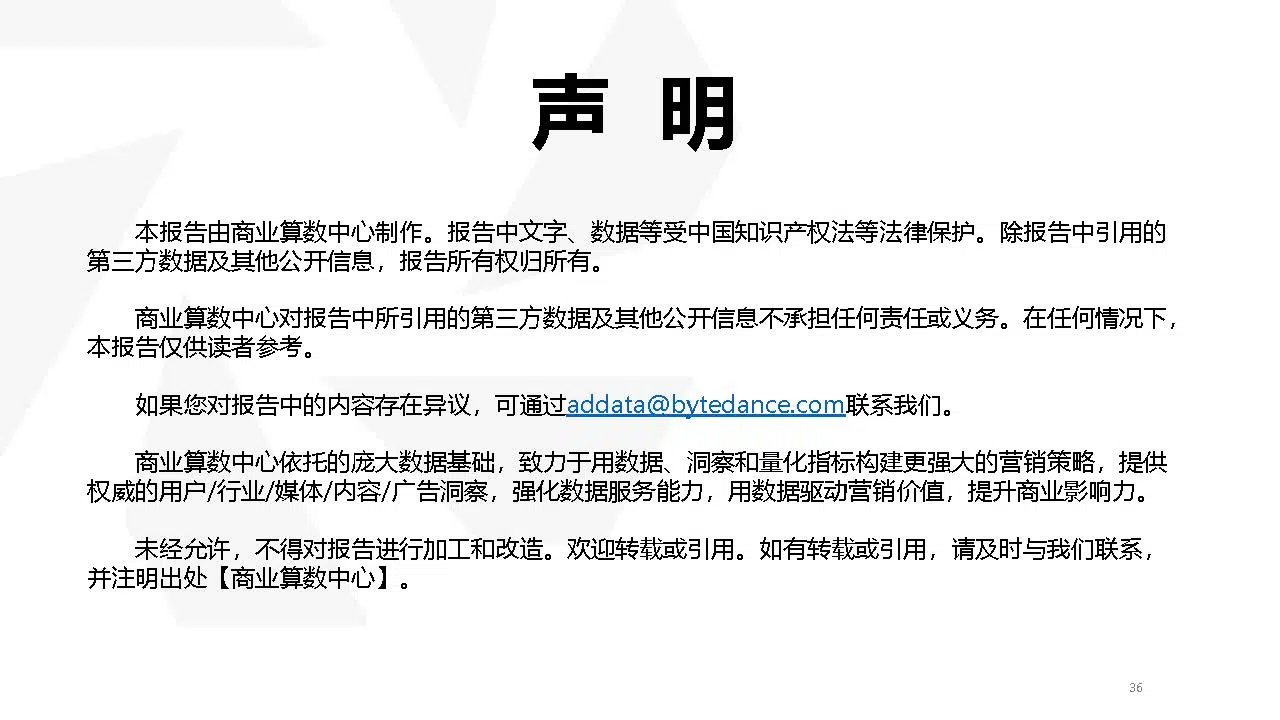 声 明
本报告由商业算数中心制作。报告中文字、数据等受中国知识产权法等法律保护。除报告中引用的
第三方数据及其他公开信息，报告所有权归所有。
商业算数中心对报告中所引用的第三方数据及其他公开信息不承担任何责任或义务。在任何情况下，
本报告仅供读者参考。
如果您对报告中的内容存在异议，可通过addata@bytedance.com联系我们。
商业算数中心依托的庞大数据基础，致力于用数据、洞察和量化指标构建更强大的营销策略，提供
权威的用户/行业/媒体/内容/广告洞察，强化数据服务能力，用数据驱动营销价值，提升商业影响力。
未经允许，不得对报告进行加工和改造。欢迎转载或引用。如有转载或引用，请及时与我们联系，
并注明出处【商业算数中心】。
36